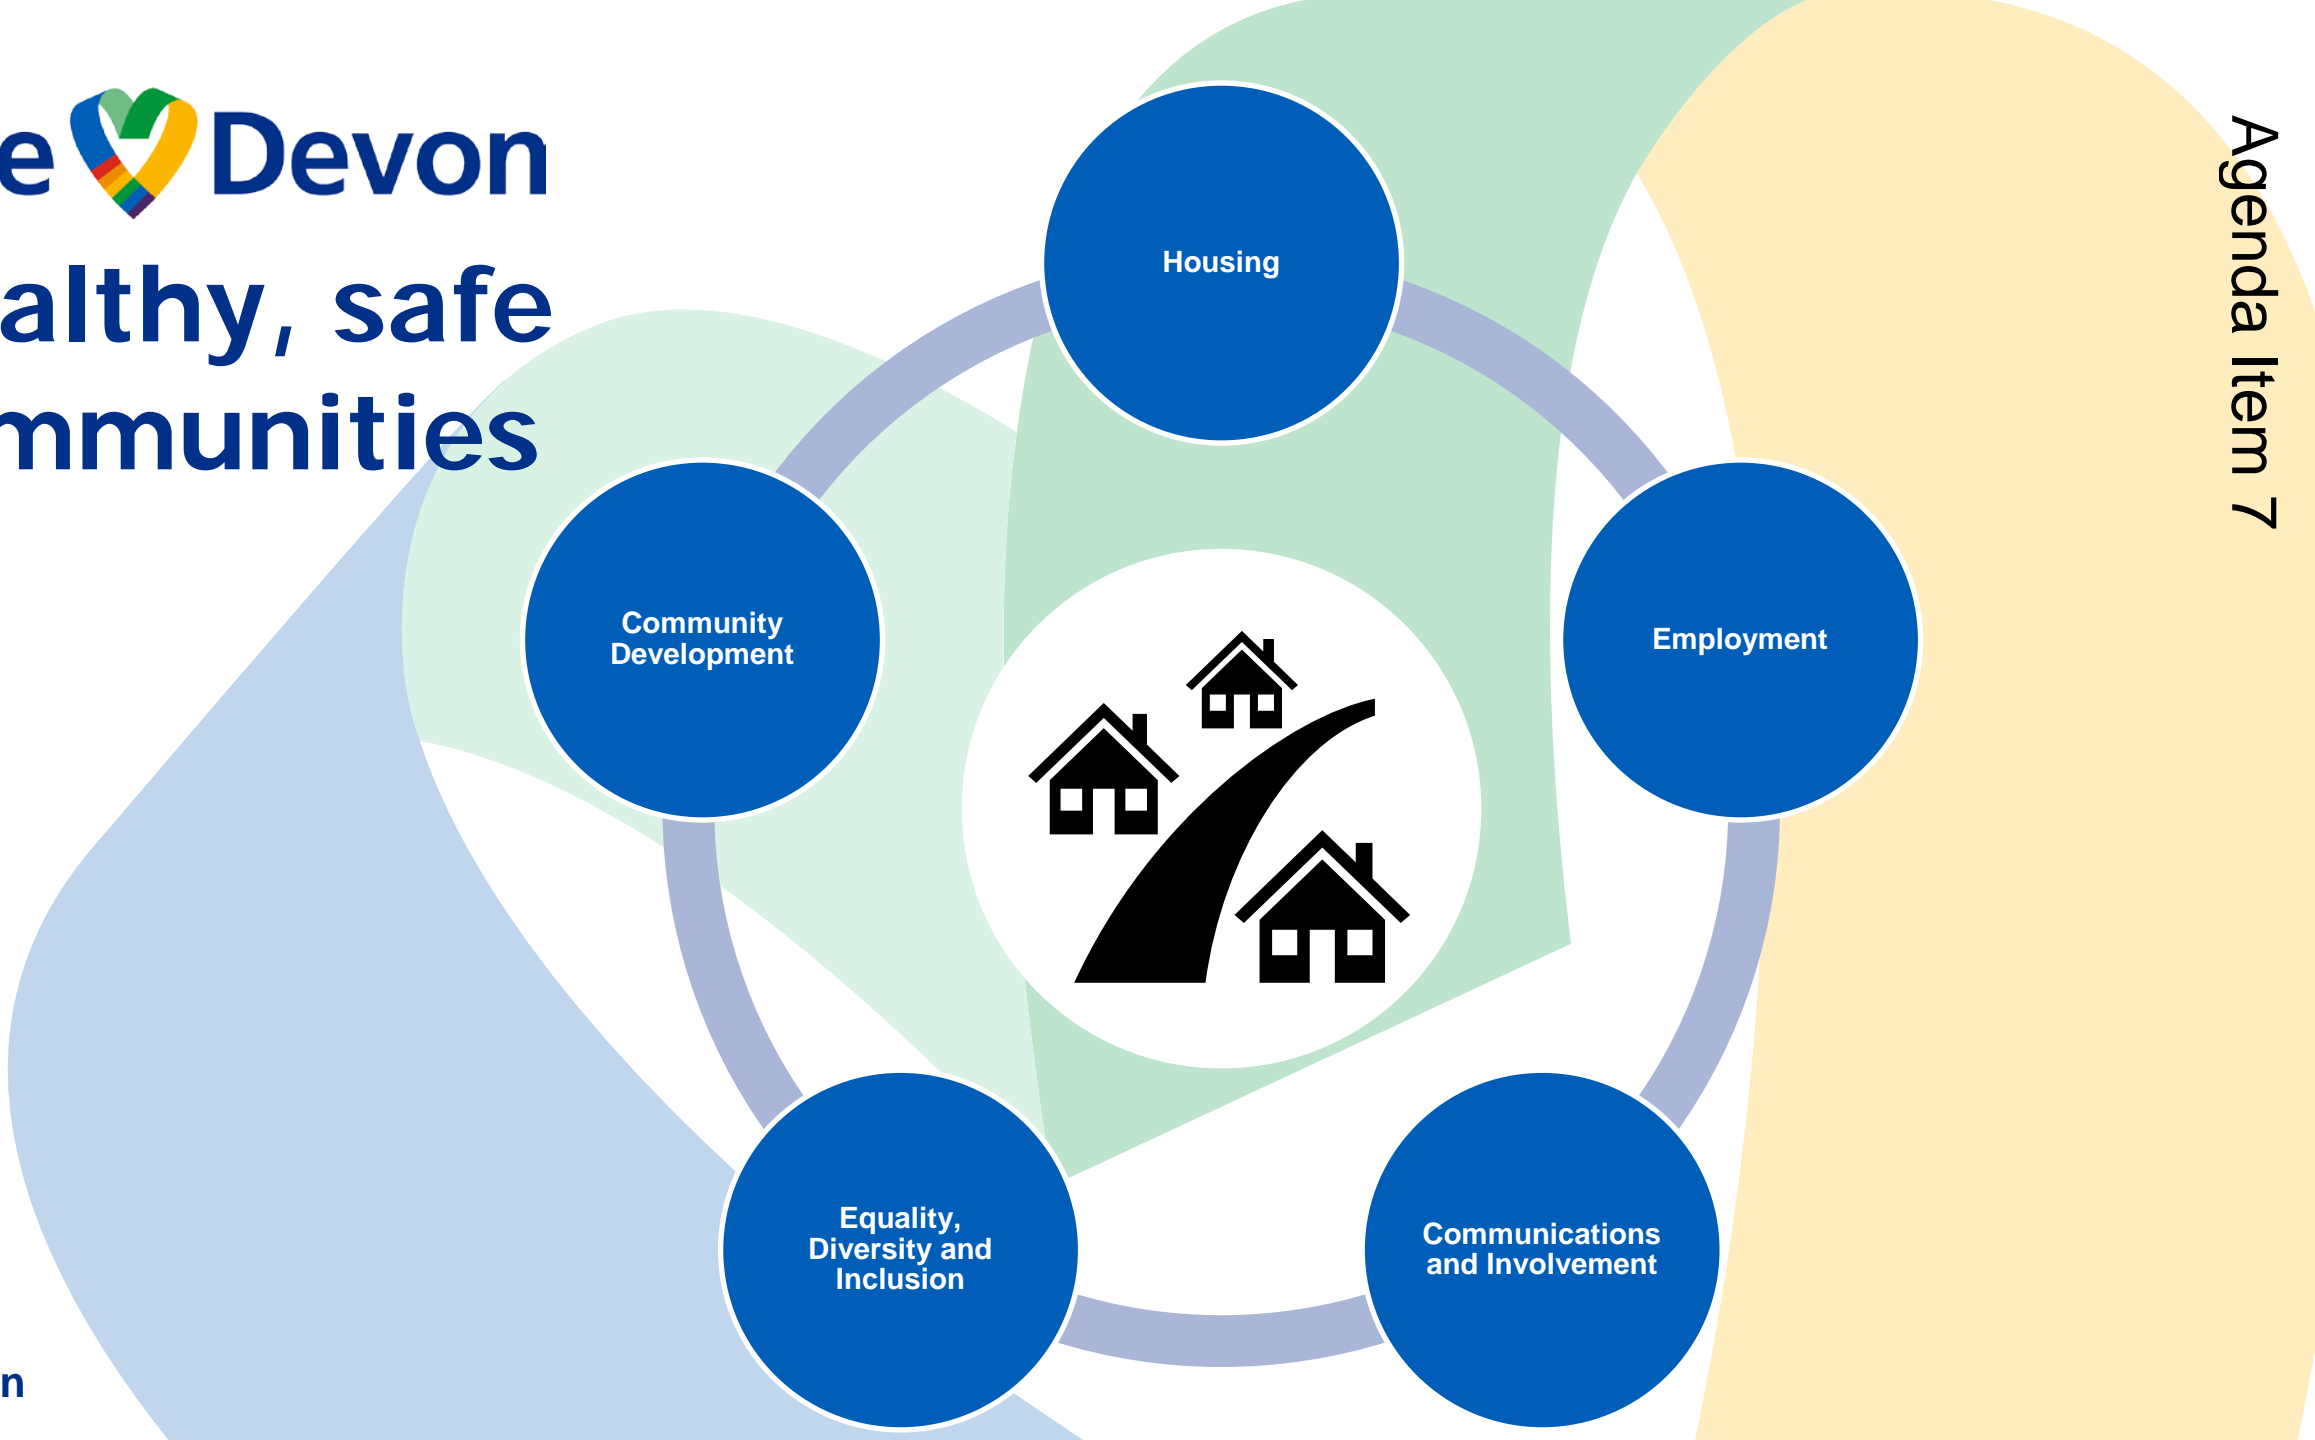 e Devon
althy, safe
mmunities
Housing
Employment
Community
Development
Equality,
Diversity and
Inclusion
Communications
and Involvement
n
Agenda Item 7